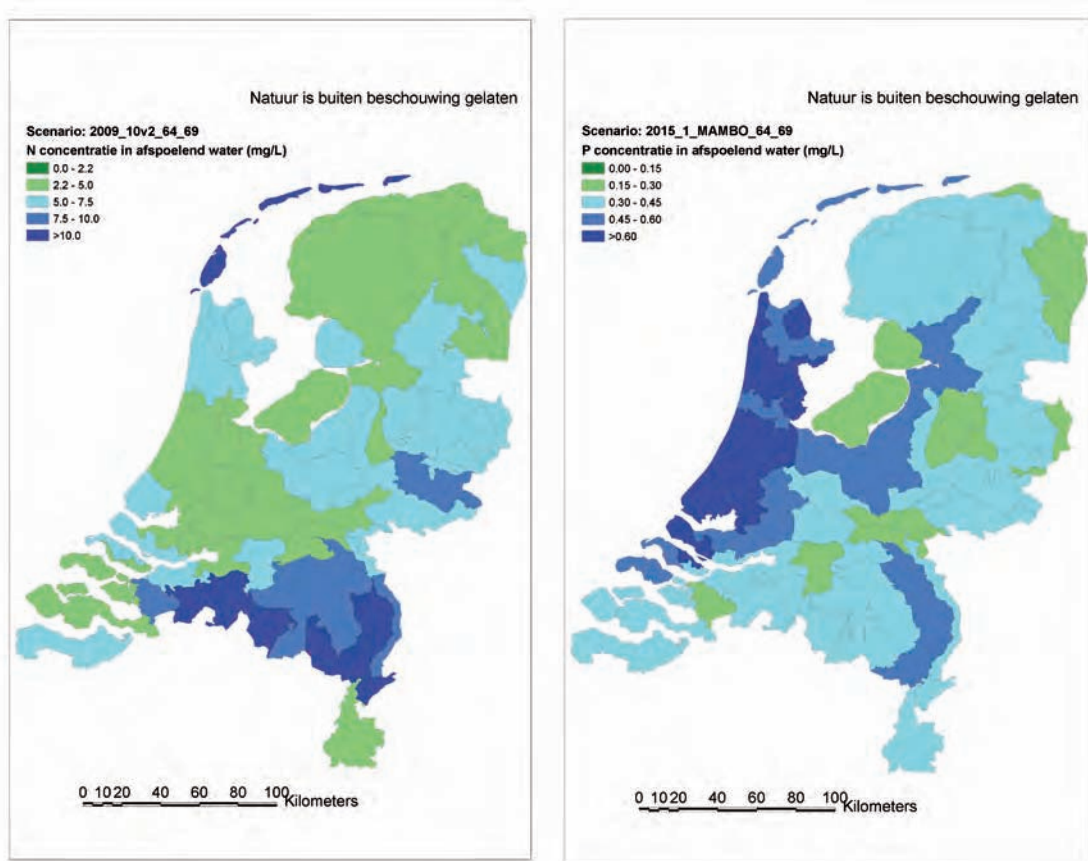 Natuur is buiten beschouwing gelaten
Scenario: 2009_10v2_64_69
N concentratie in afspoelend water (mg/L)
0.0 - 2.2
2.2 - 5.0
5.0 - 7.5
7.5 - 10.0
>10.0
0 10 20 40 60 80 100
Kilometers
Natuur is buiten beschouwing gelaten
Scenario: 2015_1_MAMBO_64_69
P concentratie in afspoelend water (mg/L)
0.00 - 0.15
0.15 - 0.30
0.30 - 0.45
0.45 - 0.60
>0.60
0 10 20 40 60 80 100
Kilometers